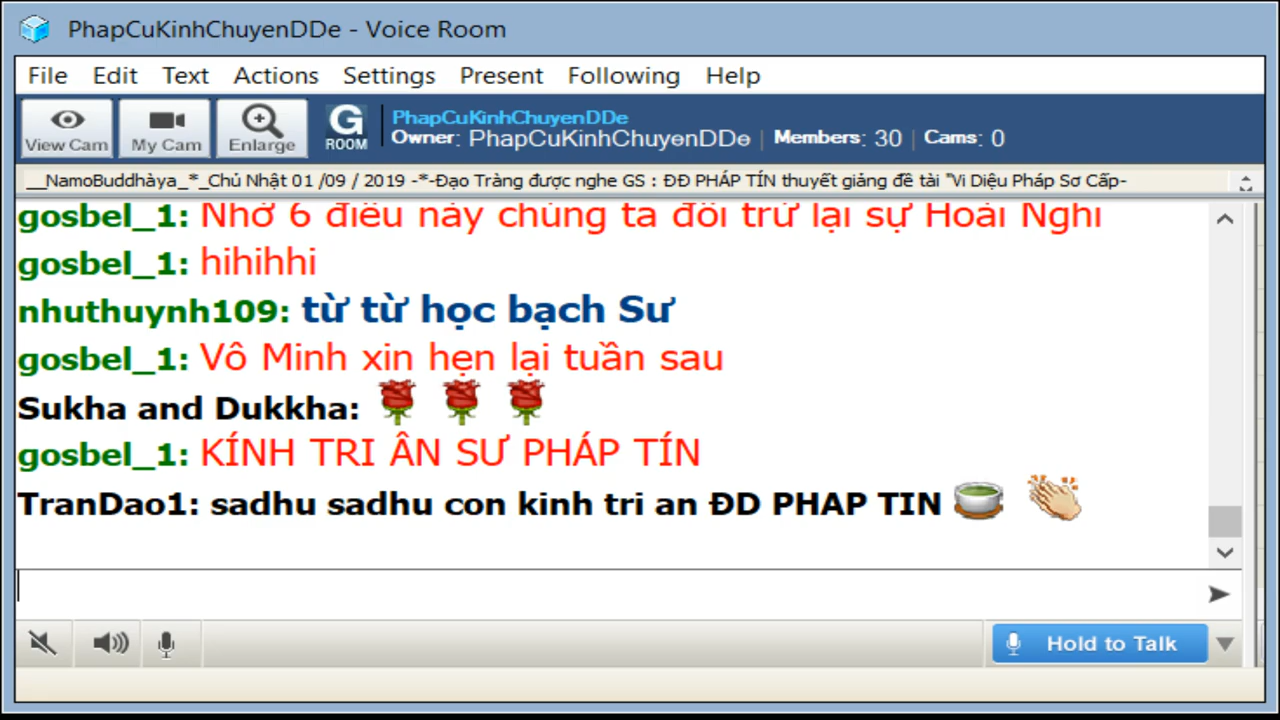 PhapCuKinhChuyenDDe - Voice Room
File Edit Text Actions Settings Present Following Help
View Cam My Cam Enlarge G ROOM PhapCuKinhChuyenDDe
Owner: PhapCuKinhChuyenDDe | Members: 30 | Cams: 0
__NamoBuddhàya_*_Chủ Nhật 01 /09 / 2019 -*-Đạo Tràng được nghe GS : ĐĐ PHÁP TÍN thuyết giảng đề tài "Vi Diệu Pháp Sơ Cấp-
gosbel_1: Nhờ 6 điều này chúng ta đối trừ lại sự Hoài Nghi
gosbel_1: hihihhi
nhuthuynh109: từ từ học bạch Sư
gosbel_1: Vô Minh xin hẹn lại tuần sau
Sukha and Dukkha:
gosbel_1: KÍNH TRI ÂN SƯ PHÁP TÍN
TranDao1: sadhu sadhu con kinh tri an ĐD PHAP TIN
Hold to Talk